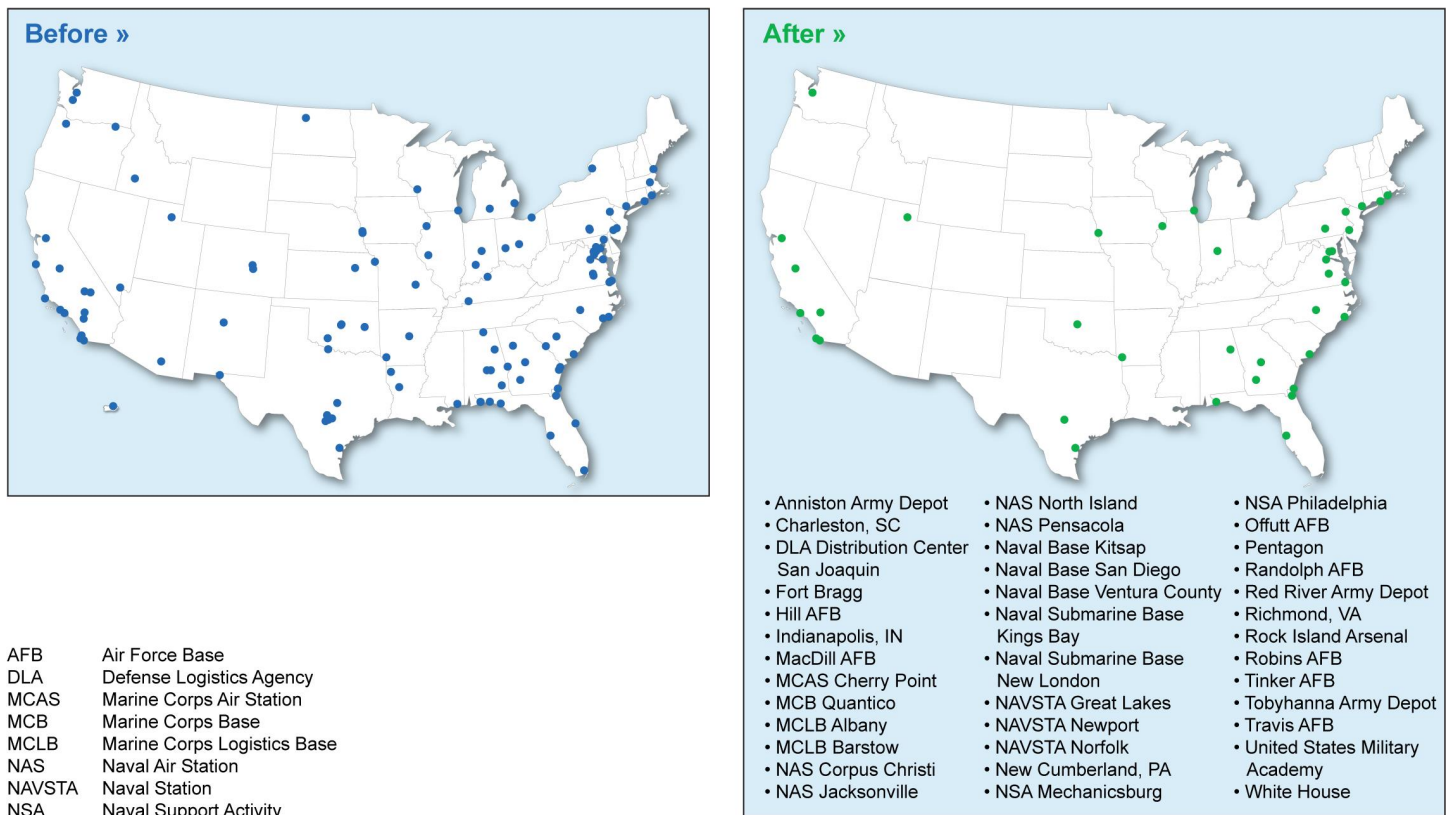 Before »
After »
• Anniston Army Depot
• Charleston, SC
• DLA Distribution Center
San Joaquin
• Fort Bragg
• Hill AFB
• Indianapolis, IN
• MacDill AFB
• MCAS Cherry Point
• MCB Quantico
• MCLB Albany
• MCLB Barstow
• NAS Corpus Christi
• NAS Jacksonville
• NAS North Island
• NAS Pensacola
• Naval Base Kitsap
• Naval Base San Diego
• Naval Base Ventura County
• Naval Submarine Base
Kings Bay
• Naval Submarine Base
New London
• NAVSTA Great Lakes
• NAVSTA Newport
• NAVSTA Norfolk
• New Cumberland, PA
• NSA Mechanicsburg
• NSA Philadelphia
• Offutt AFB
• Pentagon
• Randolph AFB
• Red River Army Depot
• Richmond, VA
• Rock Island Arsenal
• Robins AFB
• Tinker AFB
• Tobyhanna Army Depot
• Travis AFB
• United States Military
Academy
• White House
AFB Air Force Base
DLA Defense Logistics Agency
MCAS Marine Corps Air Station
MCB Marine Corps Base
MCLB Marine Corps Logistics Base
NAS Naval Air Station
NAVSTA Naval Station
NSA Naval Support Activity